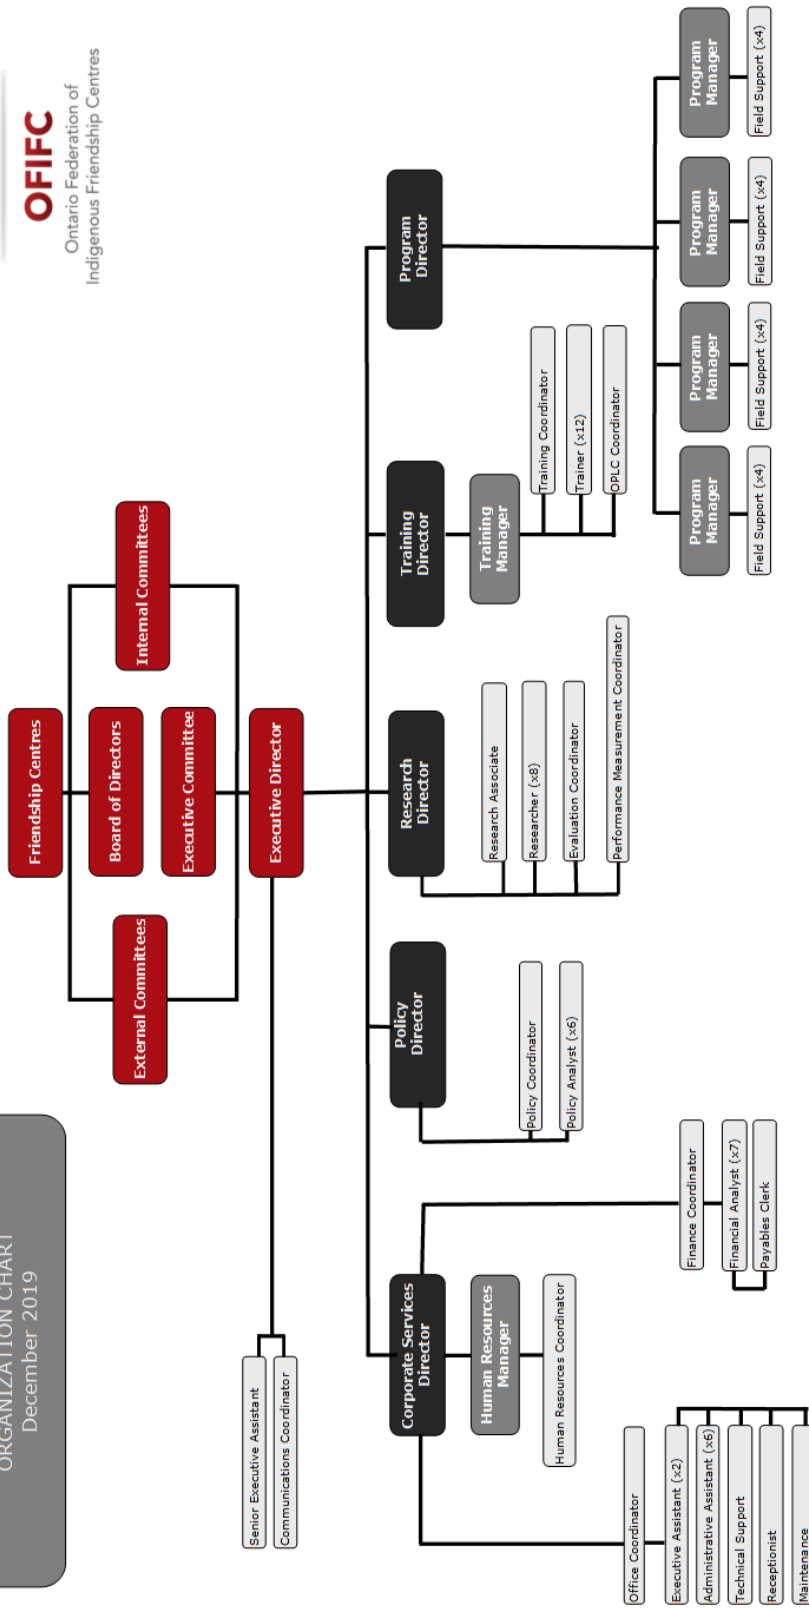 ORGANIZATION CHART
December 2019
OFIFC
Ontario Federation of
Indigenous Friendship Centres
Friendship Centres
External Committees
Board of Directors
Internal Committees
Executive Committee
Executive Director
Senior Executive Assistant
Communications Coordinator
Corporate Services
Director
Policy
Director
Research
Director
Training
Director
Program
Director
Human Resources
Manager
Human Resources Coordinator
Office Coordinator
Executive Assistant (x2)
Administrative Assistant (x6)
Technical Support
Receptionist
Maintenance
Finance Coordinator
Financial Analyst (x7)
Payables Clerk
Policy Coordinator
Policy Analyst (x6)
Research Associate
Researcher (x8)
Evaluation Coordinator
Performance Measurement Coordinator
Training
Manager
Training Coordinator
Trainer (x12)
OPLC Coordinator
Program
Manager
Field Support (x4)
Program
Manager
Field Support (x4)
Program
Manager
Field Support (x4)
Program
Manager
Field Support (x4)